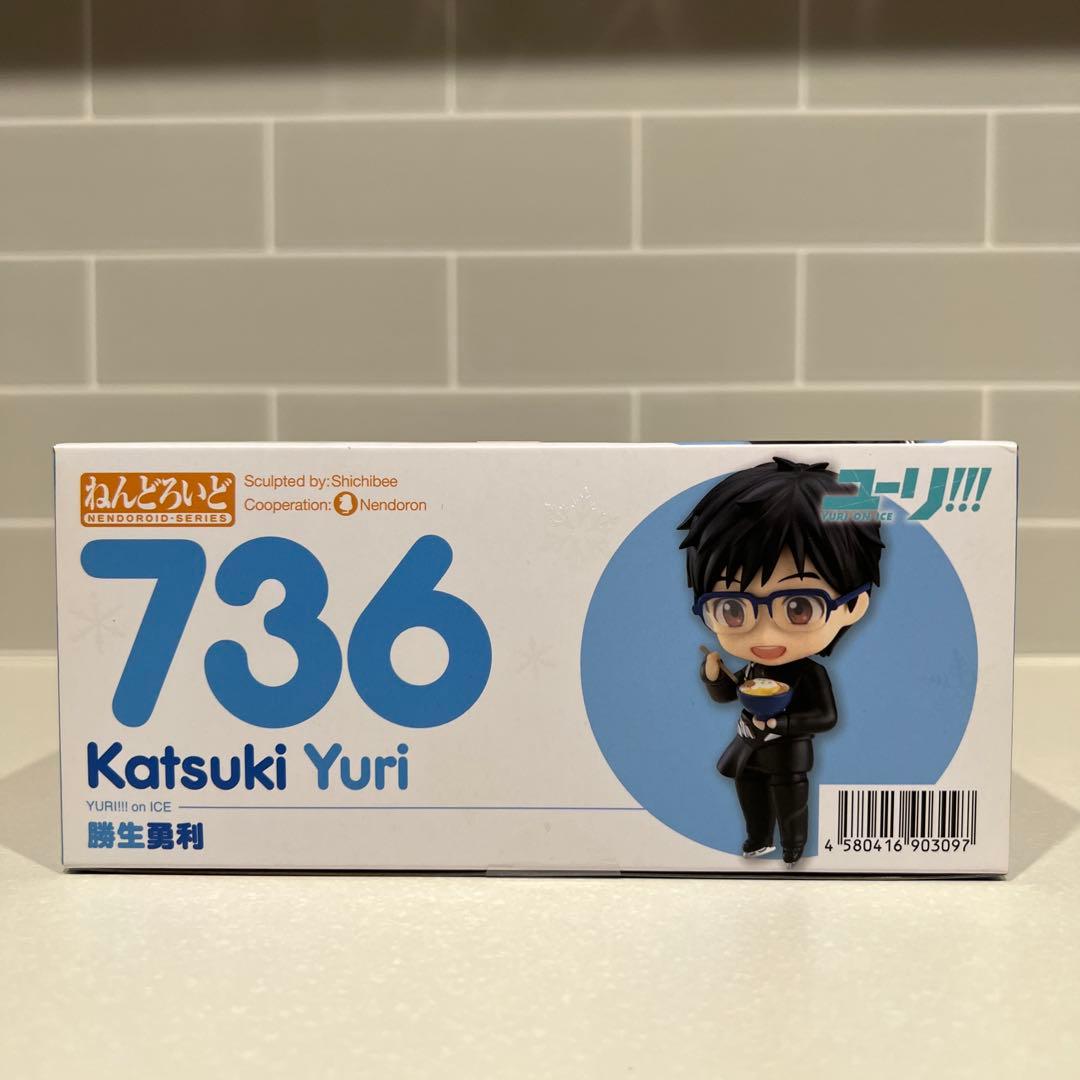 ねんどろいど
NENDOROID-SERIES
Sculpted by: Shichibee
Cooperation: Nendoron
736
Katsuki Yuri
YURI!!! on ICE
勝生勇利
ユーリ!!!
YURI ON ICE
4 580416 903097